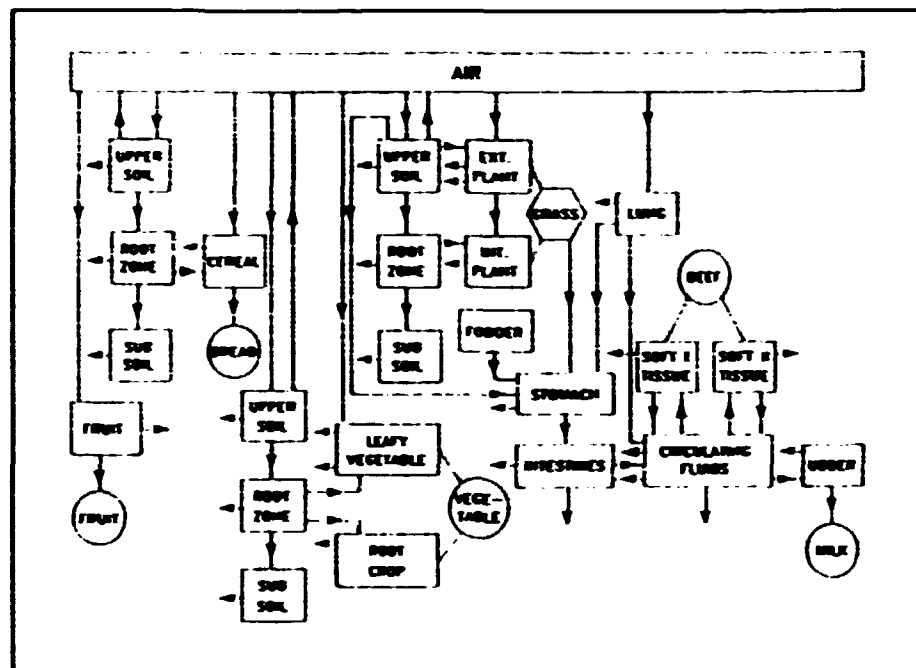 AIR
UPPER
SOIL
ROOT
ZONE
SUB
SOIL
CEREAL
BREAD
FRUIT
FRUIT
UPPER
SOIL
ROOT
ZONE
SUB
SOIL
LEAFY
VEGETABLE
ROOT
CROP
VEGE-
TABLE
UPPER
SOIL
ROOT
ZONE
SUB
SOIL
EXT.
PLANT
INT.
PLANT
GRASS
FODDER
STOMACH
INTESTINES
LUNG
BEEF
SOFT I
TISSUE
SOFT II
TISSUE
CIRCULATING
FLUIDS
UDDER
MILK